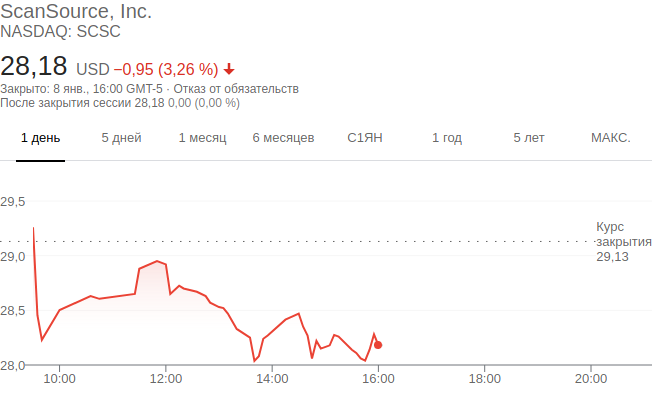 ScanSource, Inc.
NASDAQ: SCSC
28,18 USD −0,95 (3,26 %)
Закрыто: 8 янв., 16:00 GMT-5 · Отказ от обязательств
После закрытия сессии 28,18 0,00 (0,00 %)
1 день 5 дней 1 месяц 6 месяцев С1ЯН 1 год 5 лет МАКС.
29,5
Курс
закрытия
29,13
29,0
28,5
28,0
10:00 12:00 14:00 16:00 18:00 20:00